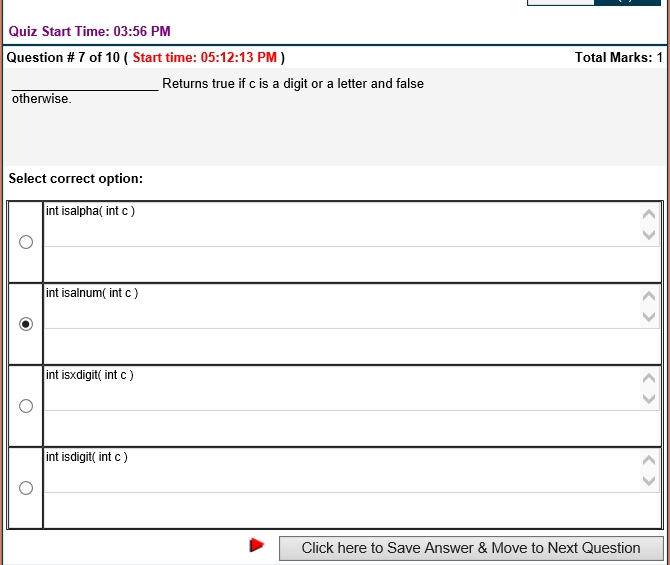 Quiz Start Time: 03:56 PM
Question # 7 of 10 ( Start time: 05:12:13 PM )
Total Marks: 1
____________________ Returns true if c is a digit or a letter and false
otherwise.
Select correct option:
int isalpha( int c )
int isalnum( int c )
int isxdigit( int c )
int isdigit( int c )
Click here to Save Answer & Move to Next Question